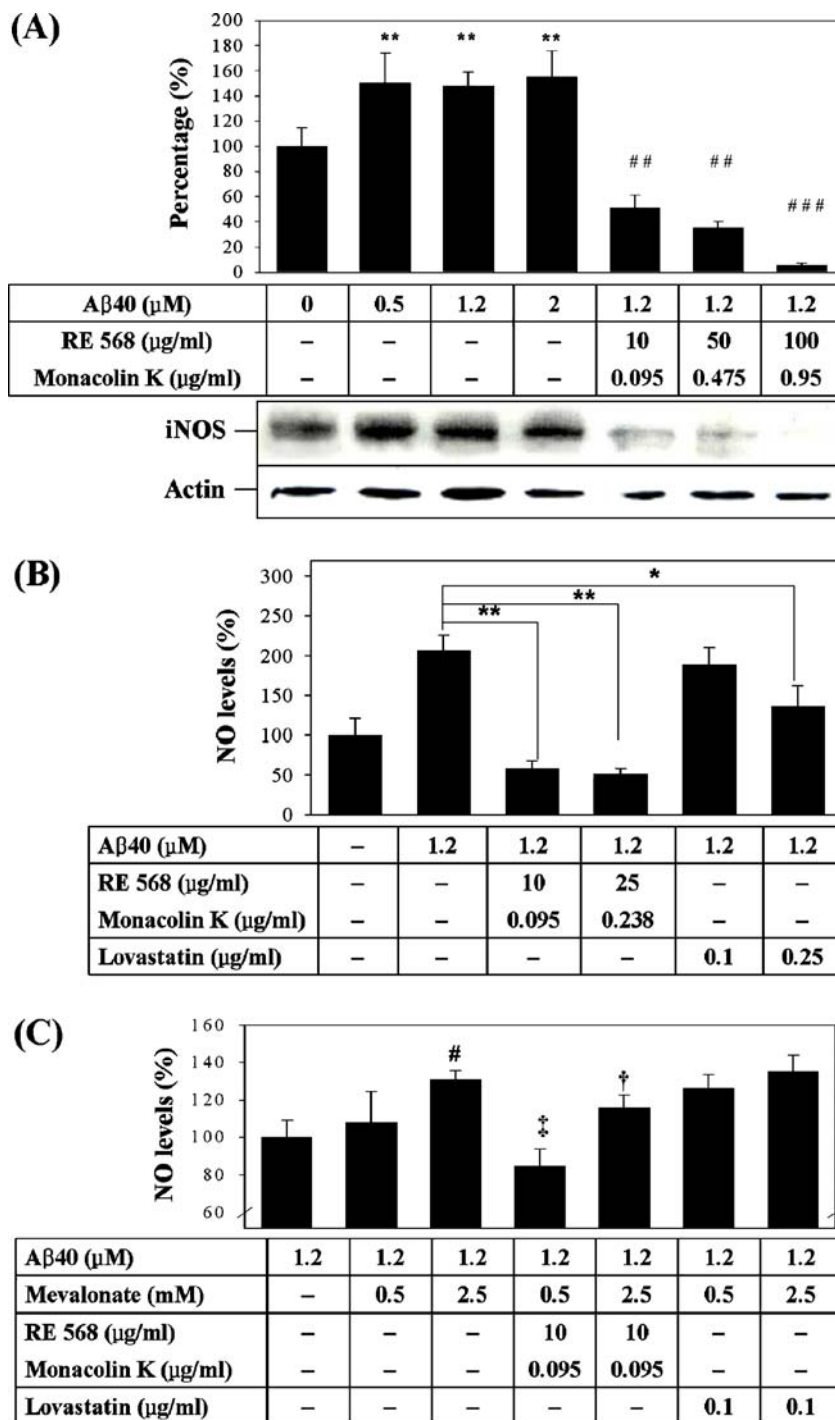 (A)
Percentage (%)
200
180
160
140
120
100
80
60
40
20
0
** ** **
# # # # # # #
Aβ40 (µM) 0 0.5 1.2 2 1.2 1.2 1.2
RE 568 (µg/ml) – – – – 10 50 100
Monacolin K (µg/ml) – – – – 0.095 0.475 0.95
iNOS
Actin
(B)
NO levels (%)
300
250
200
150
100
50
0
*
**
**
Aβ40 (µM) – 1.2 1.2 1.2 1.2 1.2
RE 568 (µg/ml) – – 10 25 – –
Monacolin K (µg/ml) – – 0.095 0.238 – –
Lovastatin (µg/ml) – – – – 0.1 0.25
(C)
NO levels (%)
160
140
120
100
80
60
# ‡ †
Aβ40 (µM) 1.2 1.2 1.2 1.2 1.2 1.2 1.2
Mevalonate (mM) – 0.5 2.5 0.5 2.5 0.5 2.5
RE 568 (µg/ml) – – – 10 10 – –
Monacolin K (µg/ml) – – – 0.095 0.095 – –
Lovastatin (µg/ml) – – – – – 0.1 0.1